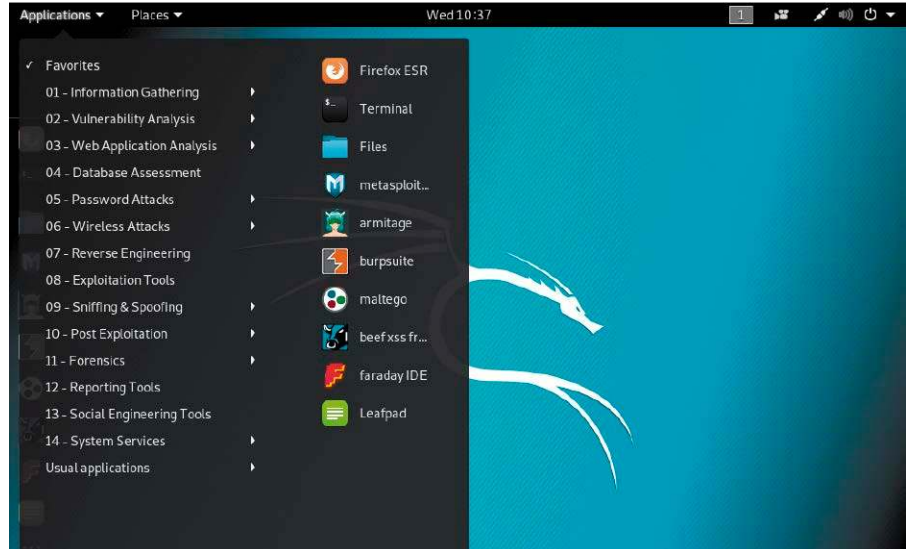 Applications Places Wed 10:37 1
Favorites
01 - Information Gathering
02 - Vulnerability Analysis
03 - Web Application Analysis
04 - Database Assessment
05 - Password Attacks
06 - Wireless Attacks
07 - Reverse Engineering
08 - Exploitation Tools
09 - Sniffing & Spoofing
10 - Post Exploitation
11 - Forensics
12 - Reporting Tools
13 - Social Engineering Tools
14 - System Services
Usual applications
Firefox ESR
Terminal
Files
metasploit...
armitage
burpsuite
maltego
beef xss fr...
faraday IDE
Leafpad